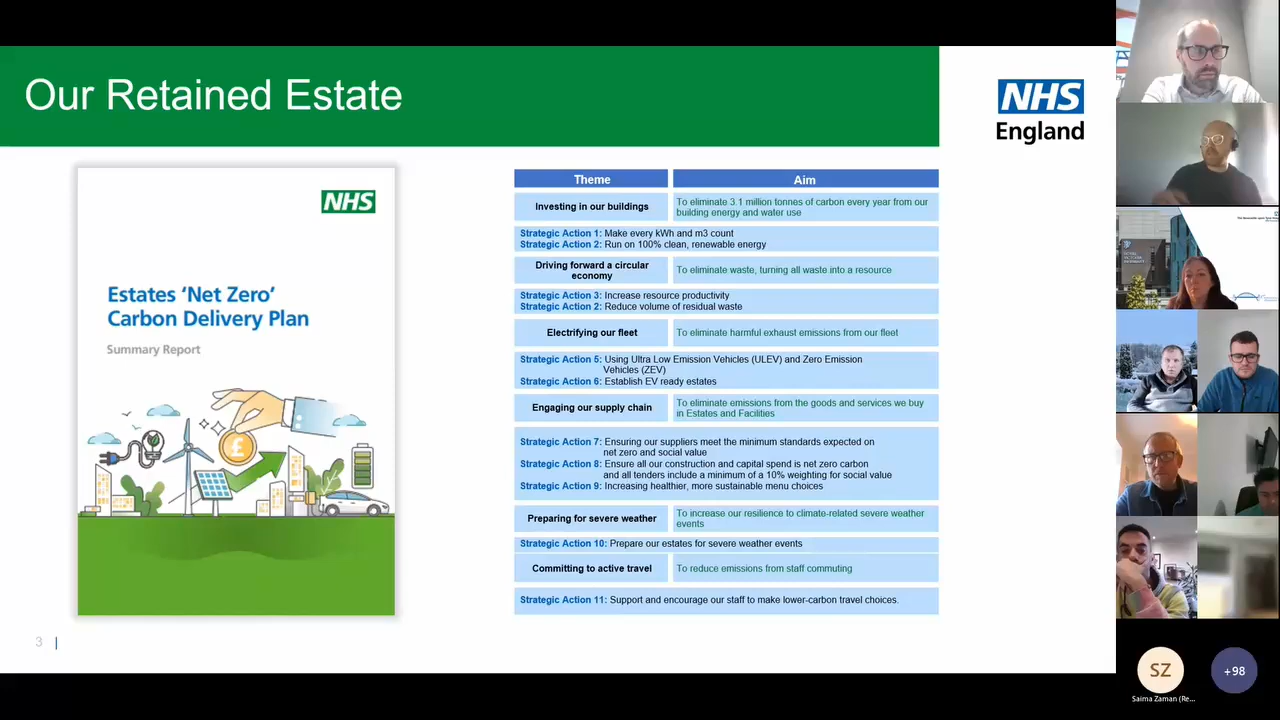 Our Retained Estate
NHS
England
NHS
Estates ‘Net Zero’
Carbon Delivery Plan
Summary Report
£
Theme
Aim
Investing in our buildings
To eliminate 3.1 million tonnes of carbon every year from our
building energy and water use
Strategic Action 1: Make every kWh and m3 count
Strategic Action 2: Run on 100% clean, renewable energy
Driving forward a circular
economy
To eliminate waste, turning all waste into a resource
Strategic Action 3: Increase resource productivity
Strategic Action 2: Reduce volume of residual waste
Electrifying our fleet
To eliminate harmful exhaust emissions from our fleet
Strategic Action 5: Using Ultra Low Emission Vehicles (ULEV) and Zero Emission
Vehicles (ZEV)
Strategic Action 6: Establish EV ready estates
Engaging our supply chain
To eliminate emissions from the goods and services we buy
in Estates and Facilities
Strategic Action 7: Ensuring our suppliers meet the minimum standards expected on
net zero and social value
Strategic Action 8: Ensure all our construction and capital spend is net zero carbon
and all tenders include a minimum of a 10% weighting for social value
Strategic Action 9: Increasing healthier, more sustainable menu choices
Preparing for severe weather
To increase our resilience to climate-related severe weather
events
Strategic Action 10: Prepare our estates for severe weather events
Committing to active travel
To reduce emissions from staff commuting
Strategic Action 11: Support and encourage our staff to make lower-carbon travel choices.
3
SZ
Saima Zaman (Re...
+98